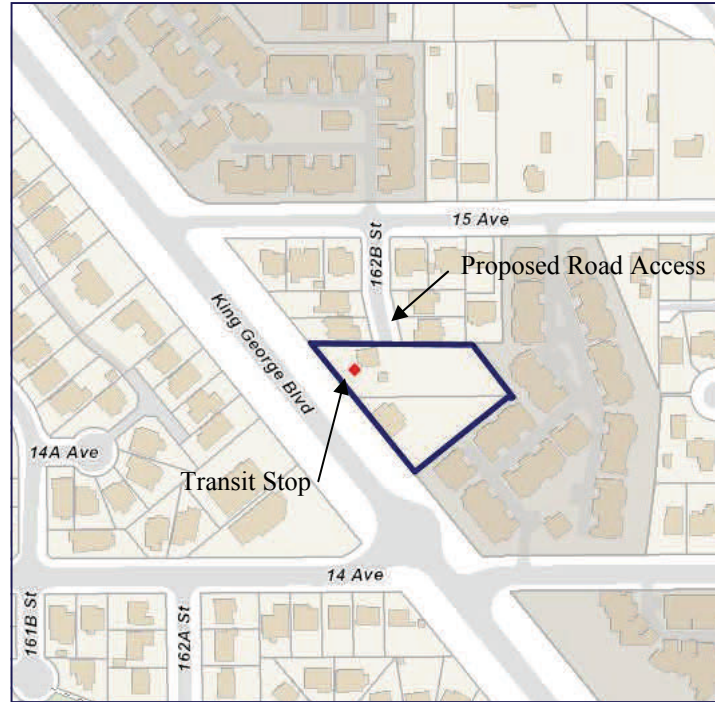 15 Ave
162B St
Proposed Road Access
King George Blvd
14A Ave
Transit Stop
14 Ave
161B St
162A St